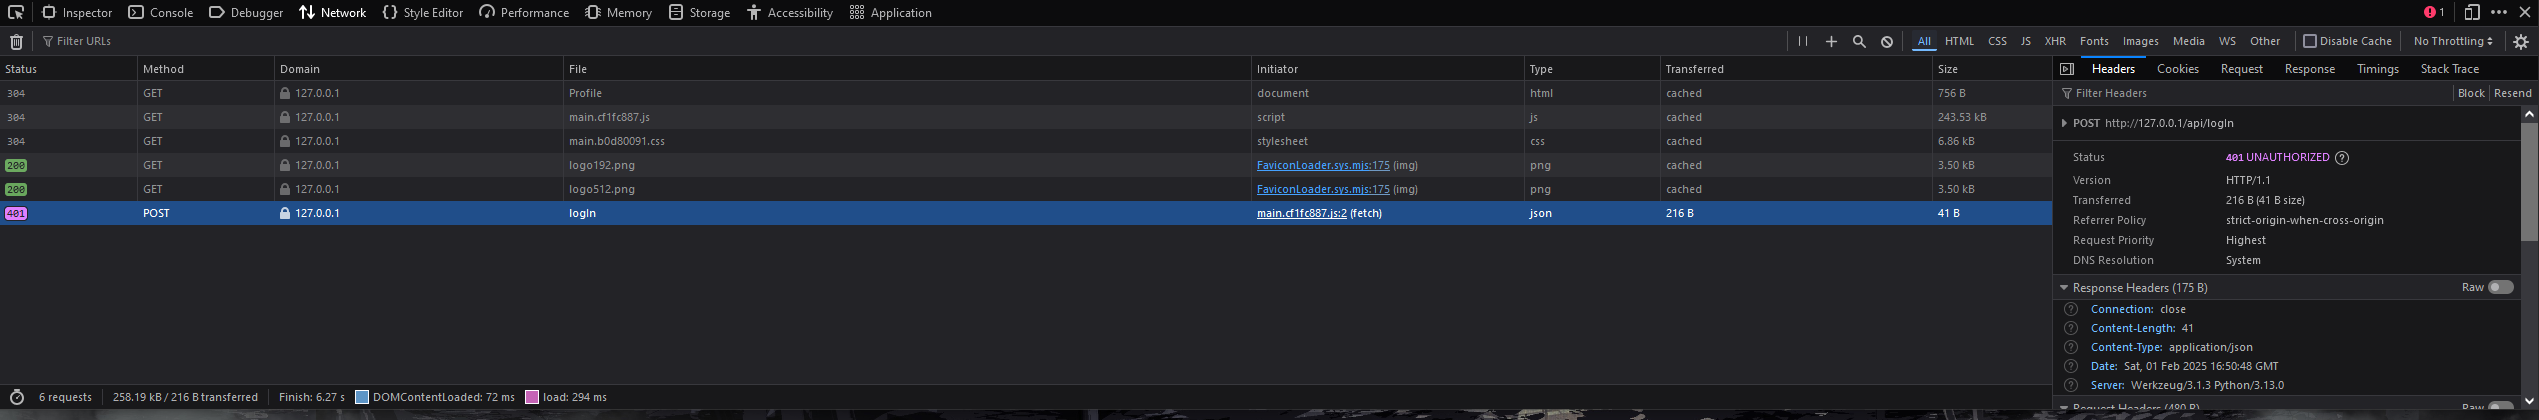 Inspector Console Debugger Network Style Editor Performance Memory Storage Accessibility Application 1
Filter URLs All HTML CSS JS XHR Fonts Images Media WS Other Disable Cache No Throttling
Status Method Domain File Initiator Type Transferred Size
304 GET 127.0.0.1 Profile document html cached 756 B
304 GET 127.0.0.1 main.cf1fc887.js script js cached 243.53 kB
304 GET 127.0.0.1 main.b0d80091.css stylesheet css cached 6.86 kB
200 GET 127.0.0.1 logo192.png FaviconLoader.sys.mjs:175 (img) png cached 3.50 kB
200 GET 127.0.0.1 logo512.png FaviconLoader.sys.mjs:175 (img) png cached 3.50 kB
401 POST 127.0.0.1 logIn main.cf1fc887.js:2 (fetch) json 216 B 41 B
6 requests 258.19 kB / 216 B transferred Finish: 6.27 s DOMContentLoaded: 72 ms load: 294 ms
Headers Cookies Request Response Timings Stack Trace
Filter Headers Block Resend
POST http://127.0.0.1/api/logIn
Status 401 UNAUTHORIZED
Version HTTP/1.1
Transferred 216 B (41 B size)
Referrer Policy strict-origin-when-cross-origin
Request Priority Highest
DNS Resolution System
Response Headers (175 B) Raw
Connection: close
Content-Length: 41
Content-Type: application/json
Date: Sat, 01 Feb 2025 16:50:48 GMT
Server: Werkzeug/3.1.3 Python/3.13.0
Request Headers (480 B) Raw